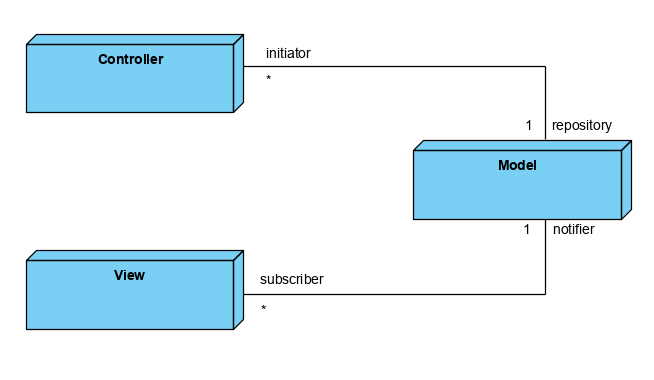 Controller
initiator
*
1 repository
Model
1 notifier
View
subscriber
*